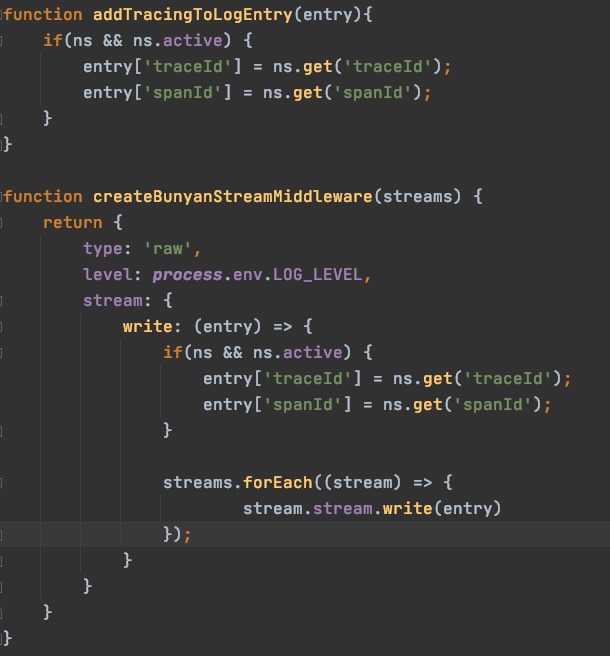 function addTracingToLogEntry(entry){
    if(ns && ns.active) {
        entry['traceId'] = ns.get('traceId');
        entry['spanId'] = ns.get('spanId');
    }
}

function createBunyanStreamMiddleware(streams) {
    return {
        type: 'raw',
        level: process.env.LOG_LEVEL,
        stream: {
            write: (entry) => {
                if(ns && ns.active) {
                    entry['traceId'] = ns.get('traceId');
                    entry['spanId'] = ns.get('spanId');
                }

                streams.forEach((stream) => {
                        stream.stream.write(entry)
                });
            }
        }
    }
}